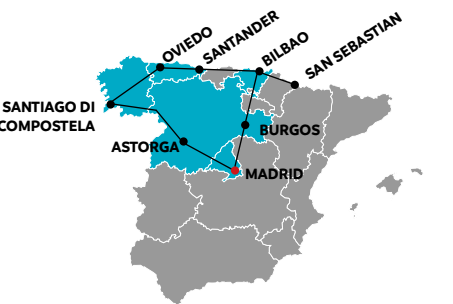 OVIEDO
SANTANDER
BILBAO
SAN SEBASTIAN
SANTIAGO DI
COMPOSTELA
BURGOS
ASTORGA
MADRID